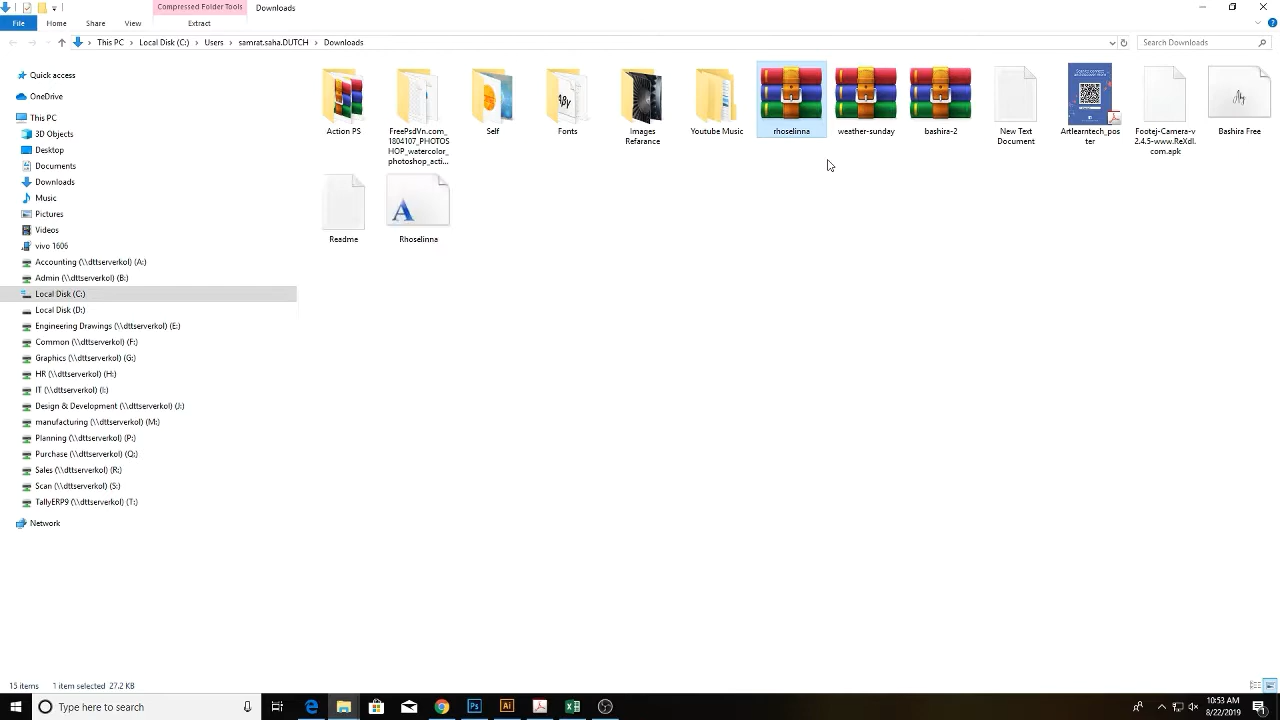 Compressed Folder Tools
Downloads
File
Home
Share
View
Extract
This PC
Local Disk (C:)
Users
samrat.saha.DUTCH
Downloads
Search Downloads
Quick access
OneDrive
This PC
3D Objects
Desktop
Documents
Downloads
Music
Pictures
Videos
vivo 1606
Accounting (\\dttserverkol) (A:)
Admin (\\dttserverkol) (B:)
Local Disk (C:)
Local Disk (D:)
Engineering Drawings (\\dttserverkol) (E:)
Common (\\dttserverkol) (F:)
Graphics (\\dttserverkol) (G:)
HR (\\dttserverkol) (H:)
IT (\\dttserverkol) (I:)
Design & Development (\\dttserverkol) (J:)
manufacturing (\\dttserverkol) (M:)
Planning (\\dttserverkol) (P:)
Purchase (\\dttserverkol) (Q:)
Sales (\\dttserverkol) (R:)
Scan (\\dttserverkol) (S:)
TallyERP9 (\\dttserverkol) (T:)
Network
Action PS
FreePsdVn.com_
1804107_PHOTOS
HOP_watercolor_
photoshop_acti...
Self
Fonts
Images
Refarance
Youtube Music
rhoselinna
weather-sunday
bashira-2
New Text
Document
Artlearntech_pos
ter
Footej-Camera-v
2.4.5-www.ReXdl.
com.apk
Bashira Free
Readme
Rhoselinna
15 items
1 item selected 27.2 KB
Type here to search
Ps
Ai
10:53 AM
8/22/2019